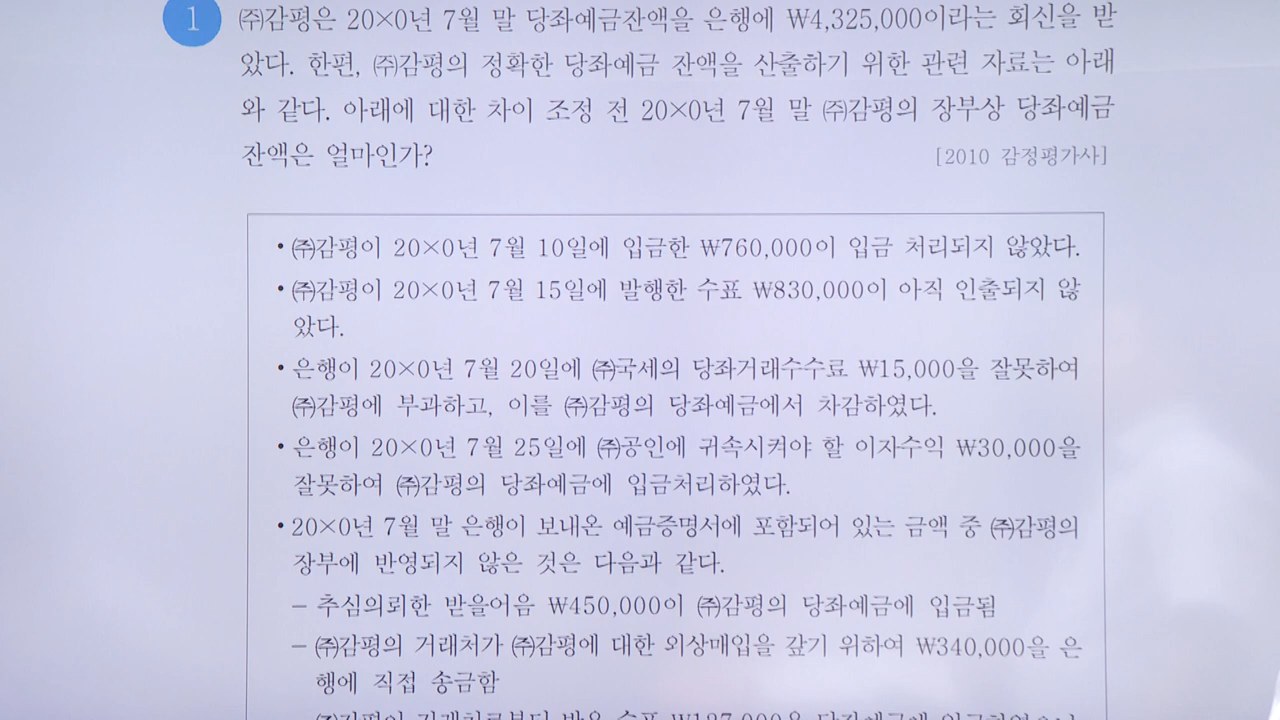 1 ㈜감평은 20×0년 7월 말 당좌예금잔액을 은행에 ₩4,325,000이라는 회신을 받
았다. 한편, ㈜감평의 정확한 당좌예금 잔액을 산출하기 위한 관련 자료는 아래
와 같다. 아래에 대한 차이 조정 전 20×0년 7월 말 ㈜감평의 장부상 당좌예금
잔액은 얼마인가?
[2010 감정평가사]
• ㈜감평이 20×0년 7월 10일에 입금한 ₩760,000이 입금 처리되지 않았다.
• ㈜감평이 20×0년 7월 15일에 발행한 수표 ₩830,000이 아직 인출되지 않
았다.
• 은행이 20×0년 7월 20일에 ㈜국세의 당좌거래수수료 ₩15,000을 잘못하여
㈜감평에 부과하고, 이를 ㈜감평의 당좌예금에서 차감하였다.
• 은행이 20×0년 7월 25일에 ㈜공인에 귀속시켜야 할 이자수익 ₩30,000을
잘못하여 ㈜감평의 당좌예금에 입금처리하였다.
• 20×0년 7월 말 은행이 보내온 예금증명서에 포함되어 있는 금액 중 ㈜감평의
장부에 반영되지 않은 것은 다음과 같다.
– 추심의뢰한 받을어음 ₩450,000이 ㈜감평의 당좌예금에 입금됨
– ㈜감평의 거래처가 ㈜감평에 대한 외상매입을 갚기 위하여 ₩340,000을 은
행에 직접 송금함